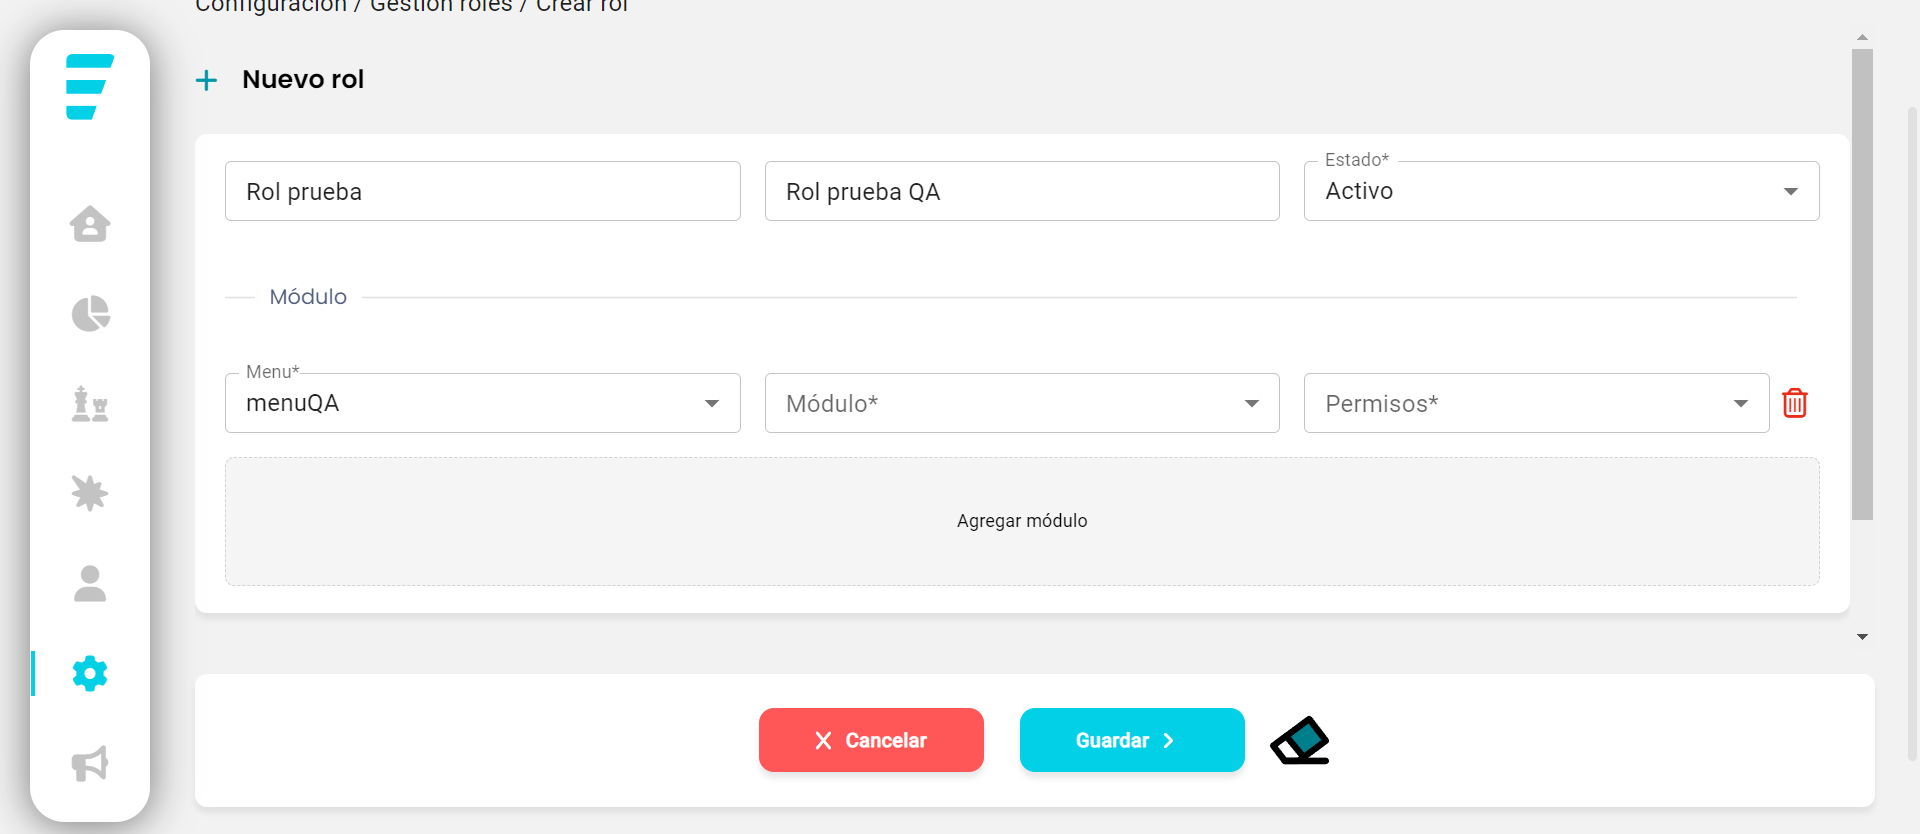 Configuración / Gestión roles / Crear rol
Nuevo rol
Rol prueba
Rol prueba QA
Estado*
Activo
Módulo
Menu*
menuQA
Módulo*
Permisos*
Agregar módulo
Cancelar
Guardar